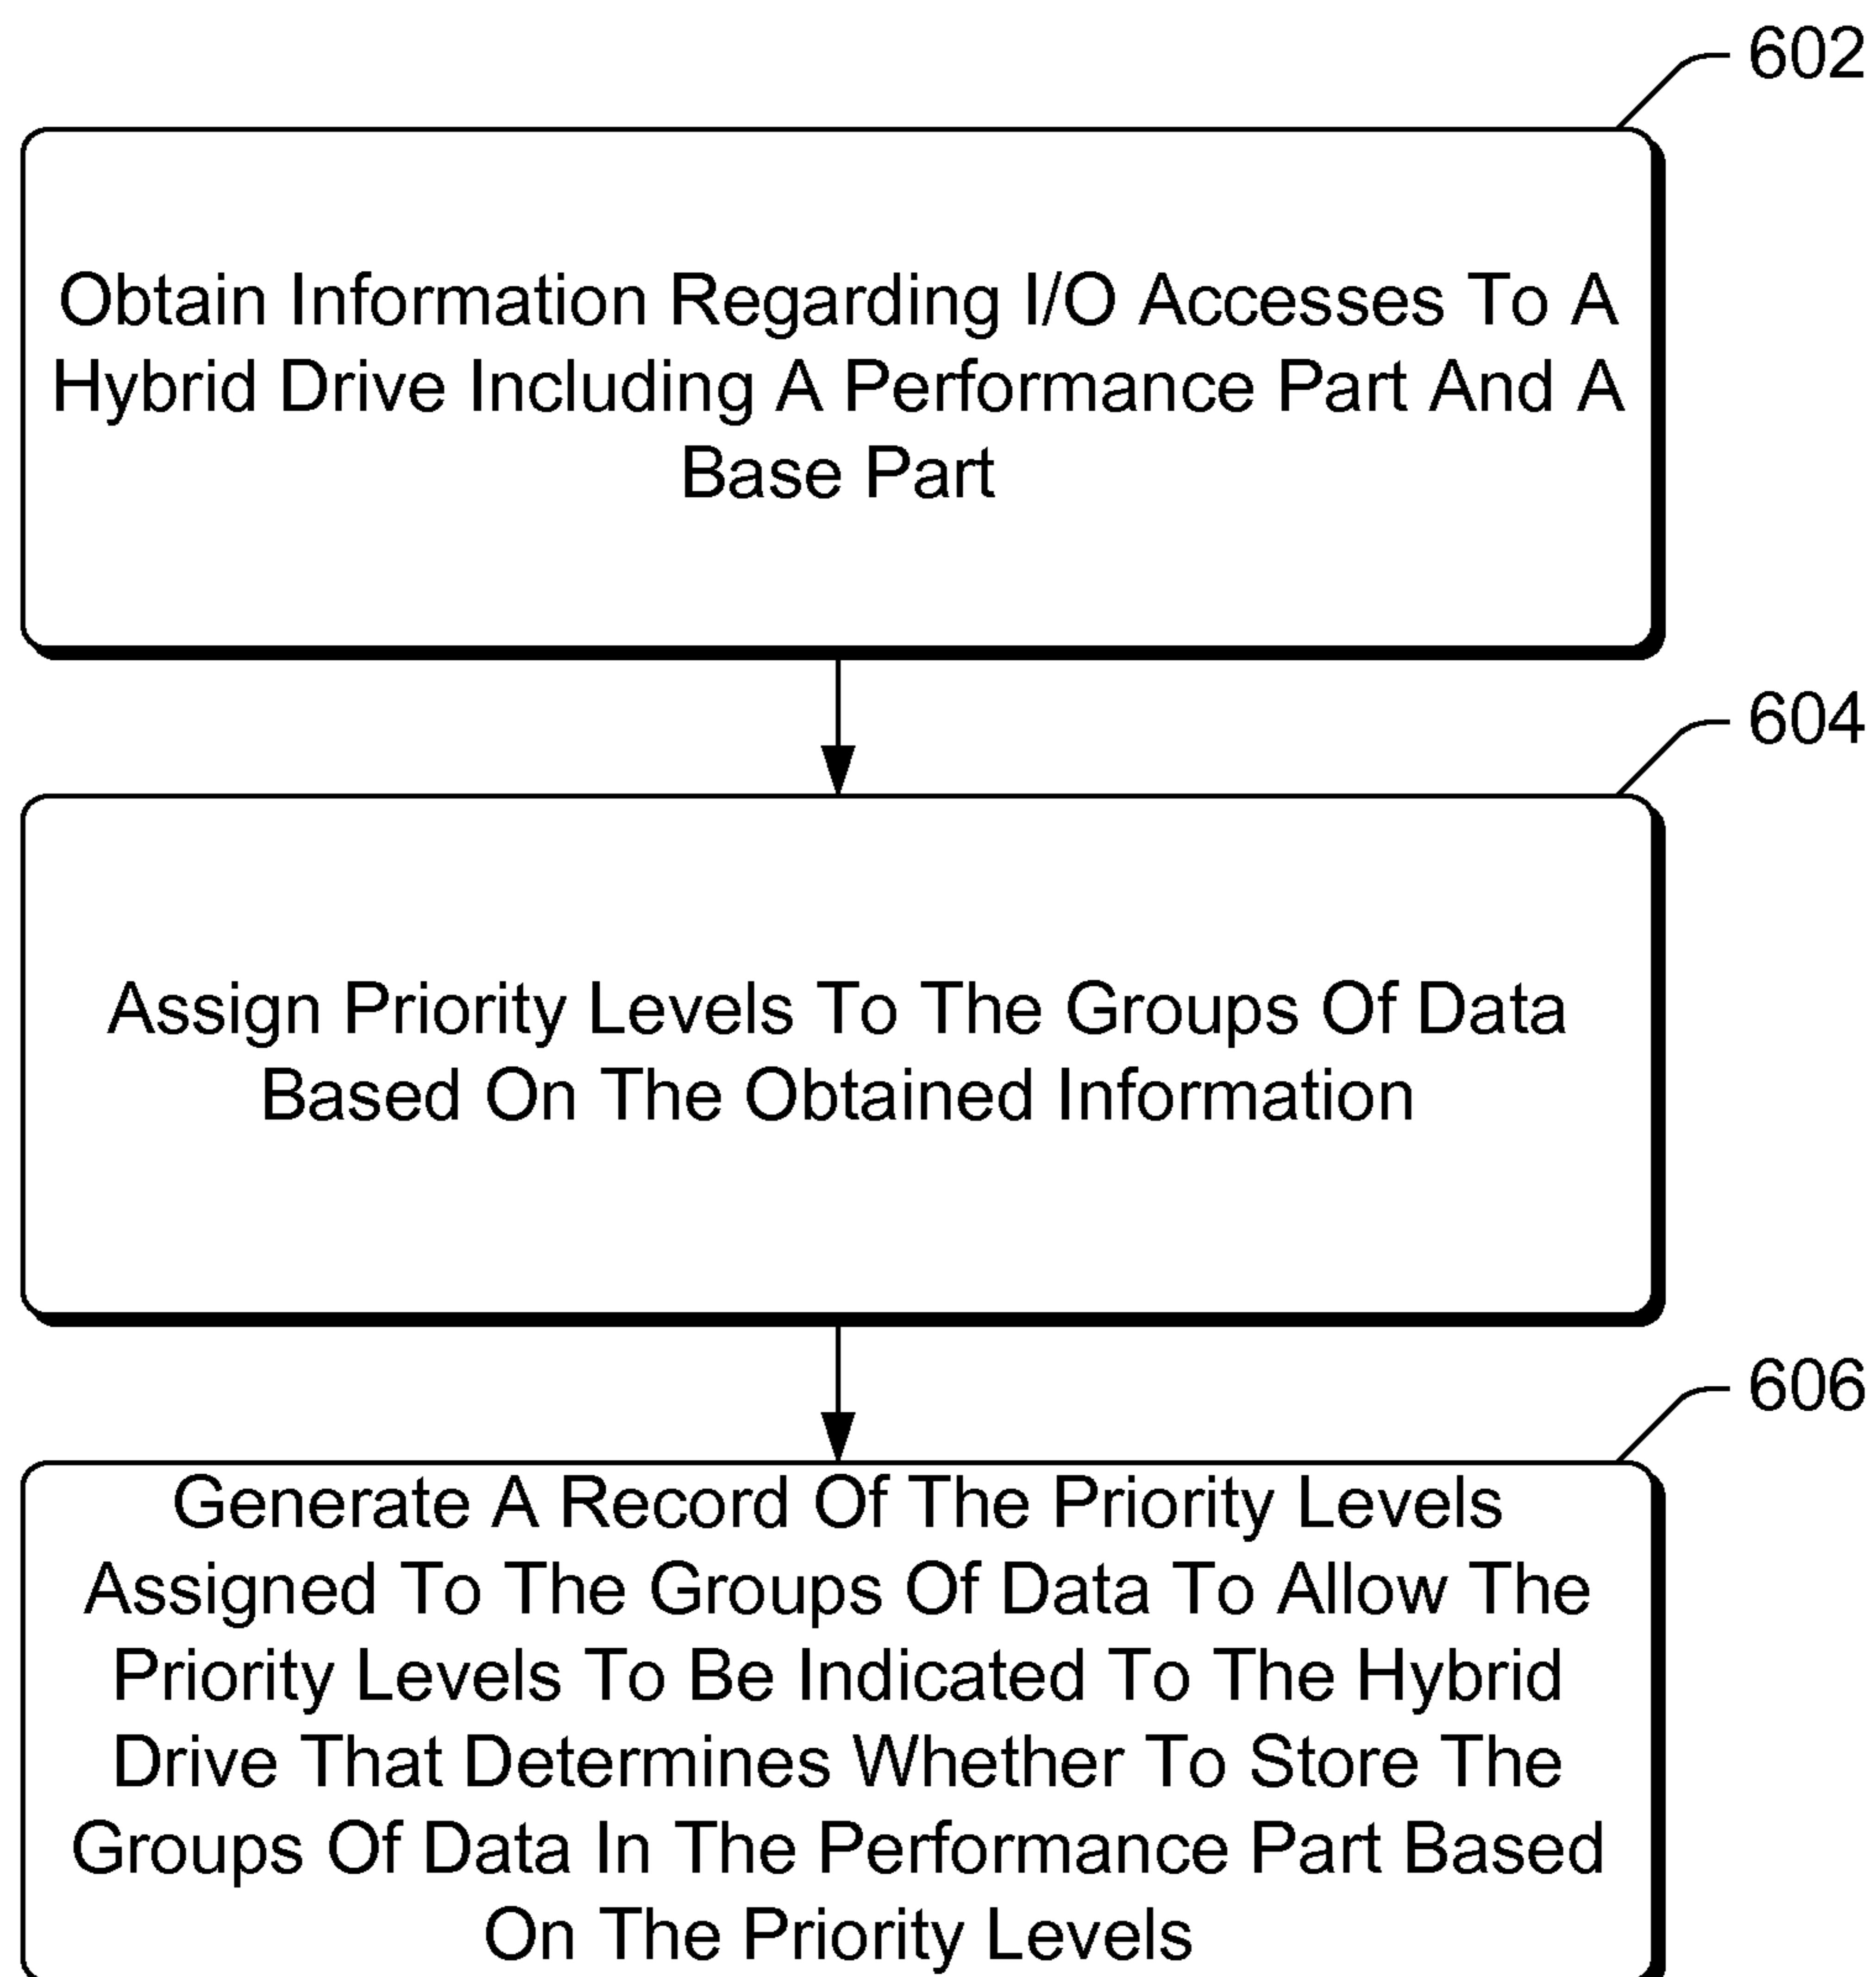 602
Obtain Information Regarding I/O Accesses To A
Hybrid Drive Including A Performance Part And A
Base Part
604
Assign Priority Levels To The Groups Of Data
Based On The Obtained Information
606
Generate A Record Of The Priority Levels
Assigned To The Groups Of Data To Allow The
Priority Levels To Be Indicated To The Hybrid
Drive That Determines Whether To Store The
Groups Of Data In The Performance Part Based
On The Priority Levels